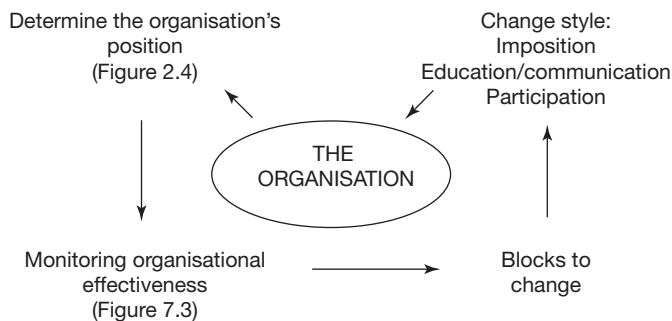 Determine the organisation's
position
(Figure 2.4)
Change style:
Imposition
Education/communication
Participation
THE
ORGANISATION
Monitoring organisational
effectiveness
(Figure 7.3)
Blocks to
change